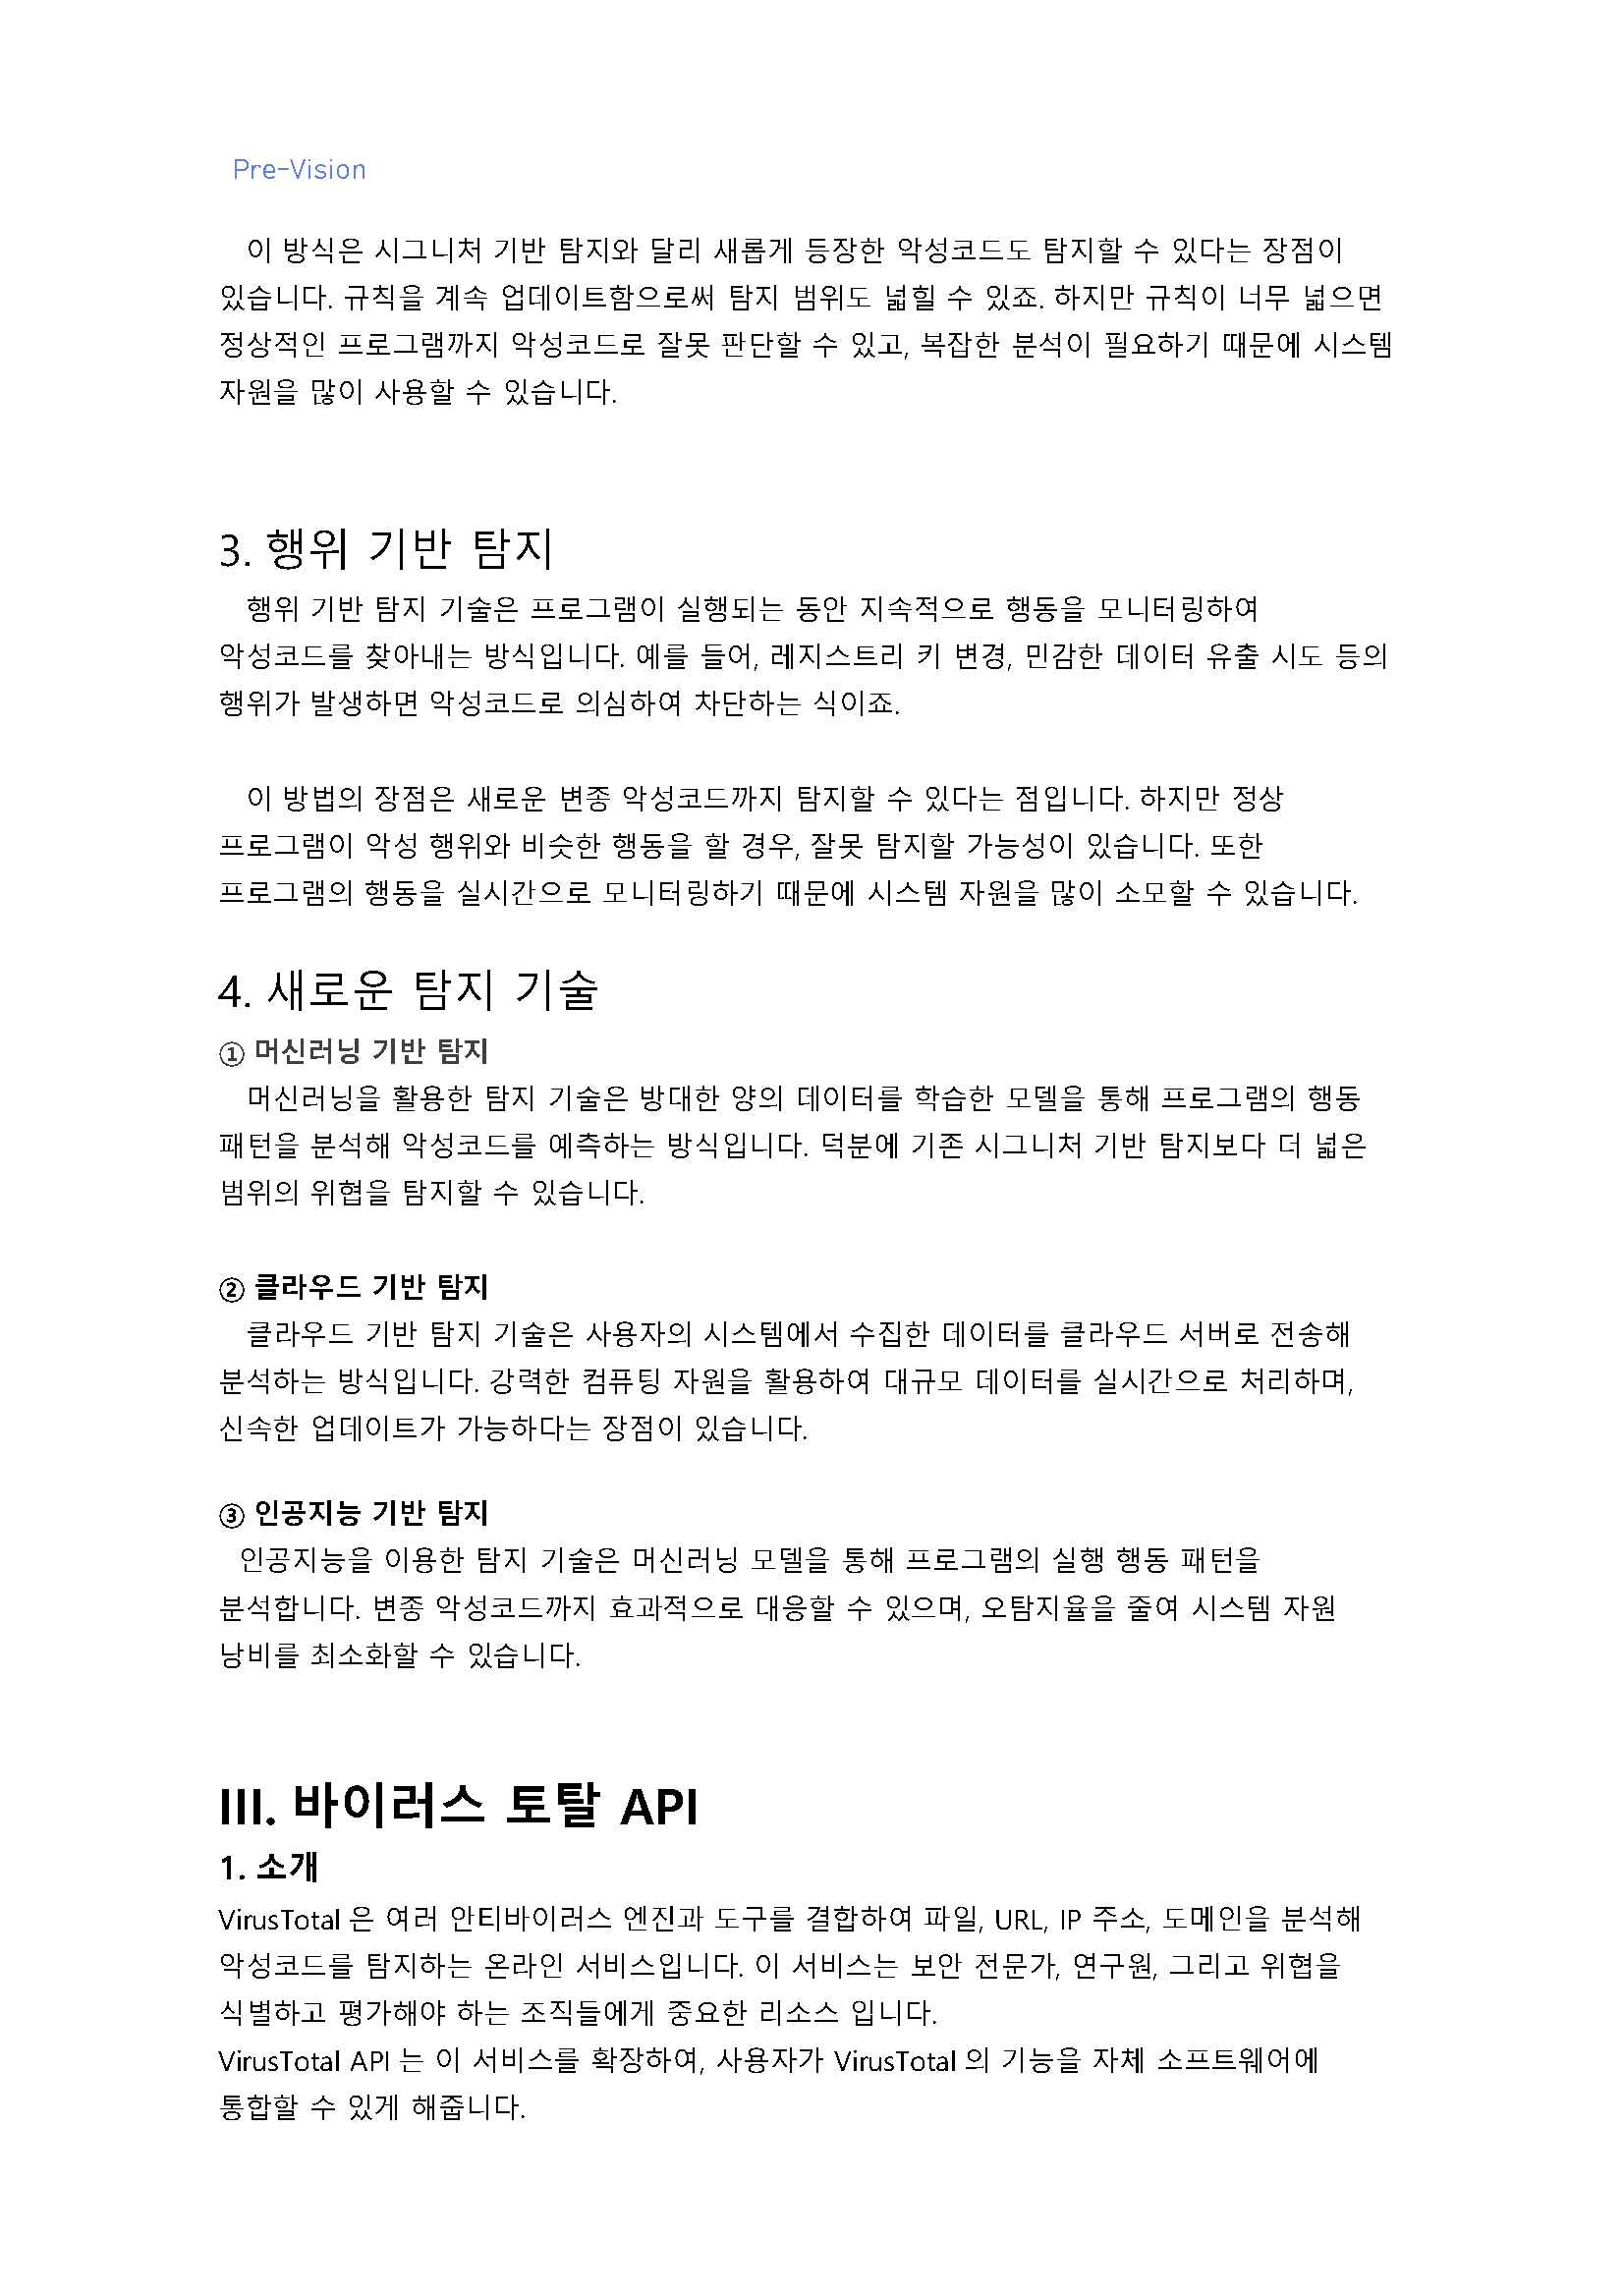 Pre-Vision
이 방식은 시그니처 기반 탐지와 달리 새롭게 등장한 악성코드도 탐지할 수 있다는 장점이
있습니다. 규칙을 계속 업데이트함으로써 탐지 범위도 넓힐 수 있죠. 하지만 규칙이 너무 넓으면
정상적인 프로그램까지 악성코드로 잘못 판단할 수 있고, 복잡한 분석이 필요하기 때문에 시스템
자원을 많이 사용할 수 있습니다.
3. 행위 기반 탐지
행위 기반 탐지 기술은 프로그램이 실행되는 동안 지속적으로 행동을 모니터링하여
악성코드를 찾아내는 방식입니다. 예를 들어, 레지스트리 키 변경, 민감한 데이터 유출 시도 등의
행위가 발생하면 악성코드로 의심하여 차단하는 식이죠.
이 방법의 장점은 새로운 변종 악성코드까지 탐지할 수 있다는 점입니다. 하지만 정상
프로그램이 악성 행위와 비슷한 행동을 할 경우, 잘못 탐지할 가능성이 있습니다. 또한
프로그램의 행동을 실시간으로 모니터링하기 때문에 시스템 자원을 많이 소모할 수 있습니다.
4. 새로운 탐지 기술
① 머신러닝 기반 탐지
머신러닝을 활용한 탐지 기술은 방대한 양의 데이터를 학습한 모델을 통해 프로그램의 행동
패턴을 분석해 악성코드를 예측하는 방식입니다. 덕분에 기존 시그니처 기반 탐지보다 더 넓은
범위의 위협을 탐지할 수 있습니다.
② 클라우드 기반 탐지
클라우드 기반 탐지 기술은 사용자의 시스템에서 수집한 데이터를 클라우드 서버로 전송해
분석하는 방식입니다. 강력한 컴퓨팅 자원을 활용하여 대규모 데이터를 실시간으로 처리하며,
신속한 업데이트가 가능하다는 장점이 있습니다.
③ 인공지능 기반 탐지
인공지능을 이용한 탐지 기술은 머신러닝 모델을 통해 프로그램의 실행 행동 패턴을
분석합니다. 변종 악성코드까지 효과적으로 대응할 수 있으며, 오탐지율을 줄여 시스템 자원
낭비를 최소화할 수 있습니다.
III. 바이러스 토탈 API
1. 소개
VirusTotal 은 여러 안티바이러스 엔진과 도구를 결합하여 파일, URL, IP 주소, 도메인을 분석해
악성코드를 탐지하는 온라인 서비스입니다. 이 서비스는 보안 전문가, 연구원, 그리고 위협을
식별하고 평가해야 하는 조직들에게 중요한 리소스 입니다.
VirusTotal API 는 이 서비스를 확장하여, 사용자가 VirusTotal 의 기능을 자체 소프트웨어에
통합할 수 있게 해줍니다.